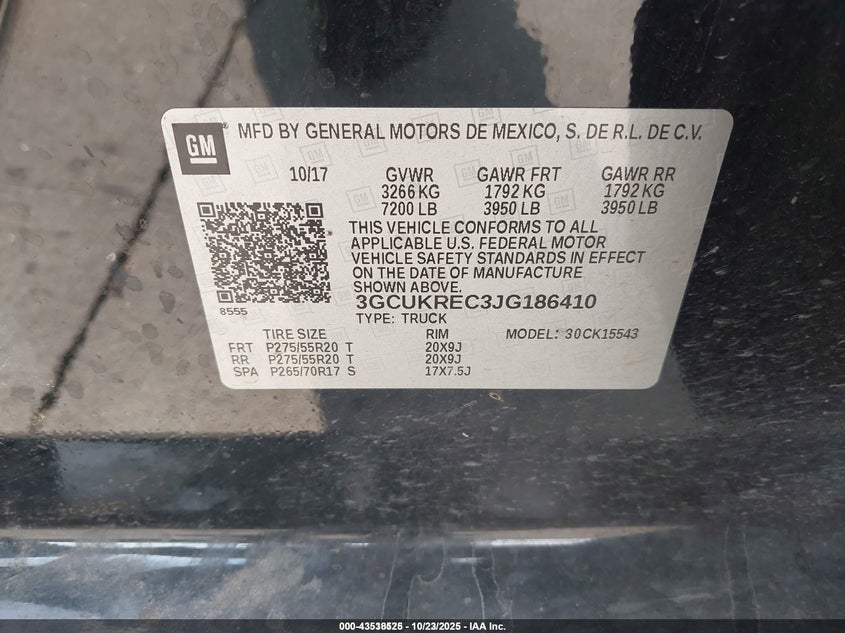 GM
MFD BY GENERAL MOTORS DE MEXICO, S. DE R.L. DE C.V.
10/17 GVWR GAWR FRT GAWR RR
3266 KG 1792 KG 1792 KG
7200 LB 3950 LB 3950 LB
THIS VEHICLE CONFORMS TO ALL
APPLICABLE U.S. FEDERAL MOTOR
VEHICLE SAFETY STANDARDS IN EFFECT
ON THE DATE OF MANUFACTURE
SHOWN ABOVE.
8555
3GCUKREC3JG186410
TYPE: TRUCK
TIRE SIZE RIM MODEL: 30CK15543
FRT P275/55R20 T 20X9J
RR P275/55R20 T 20X9J
SPA P265/70R17 S 17X7.5J
000-43538525 - 10/23/2025 - IAA Inc.